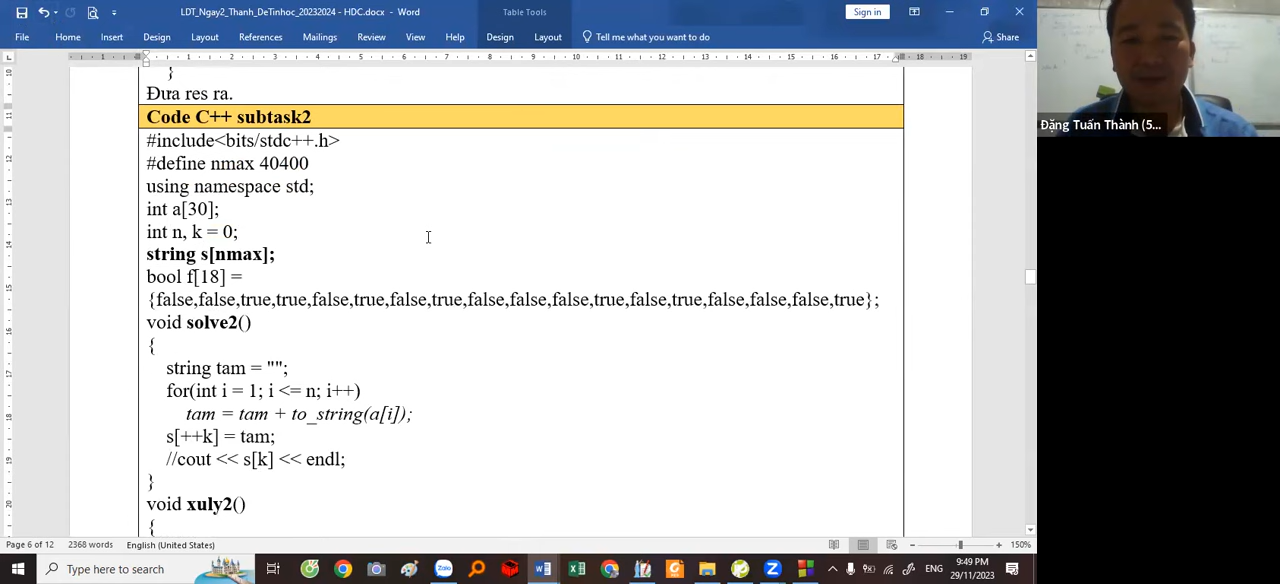 LDT_Ngay2_Thanh_DeTinhoc_20232024 - HDC.docx - Word
Table Tools
Sign in
File Home Insert Design Layout References Mailings Review View Help Design Layout Tell me what you want to do Share
}
Đưa res ra.
Code C++ subtask2
#include<bits/stdc++.h>
#define nmax 40400
using namespace std;
int a[30];
int n, k = 0;
string s[nmax];
bool f[18] =
{false,false,true,true,false,true,false,true,false,false,false,true,false,true,false,false,false,true};
void solve2()
{
string tam = "";
for(int i = 1; i <= n; i++)
tam = tam + to_string(a[i]);
s[++k] = tam;
//cout << s[k] << endl;
}
void xuly2()
{
Đặng Tuấn Thành (5...
Page 6 of 12 2368 words English (United States) 150%
Type here to search
ENG
9:49 PM
29/11/2023